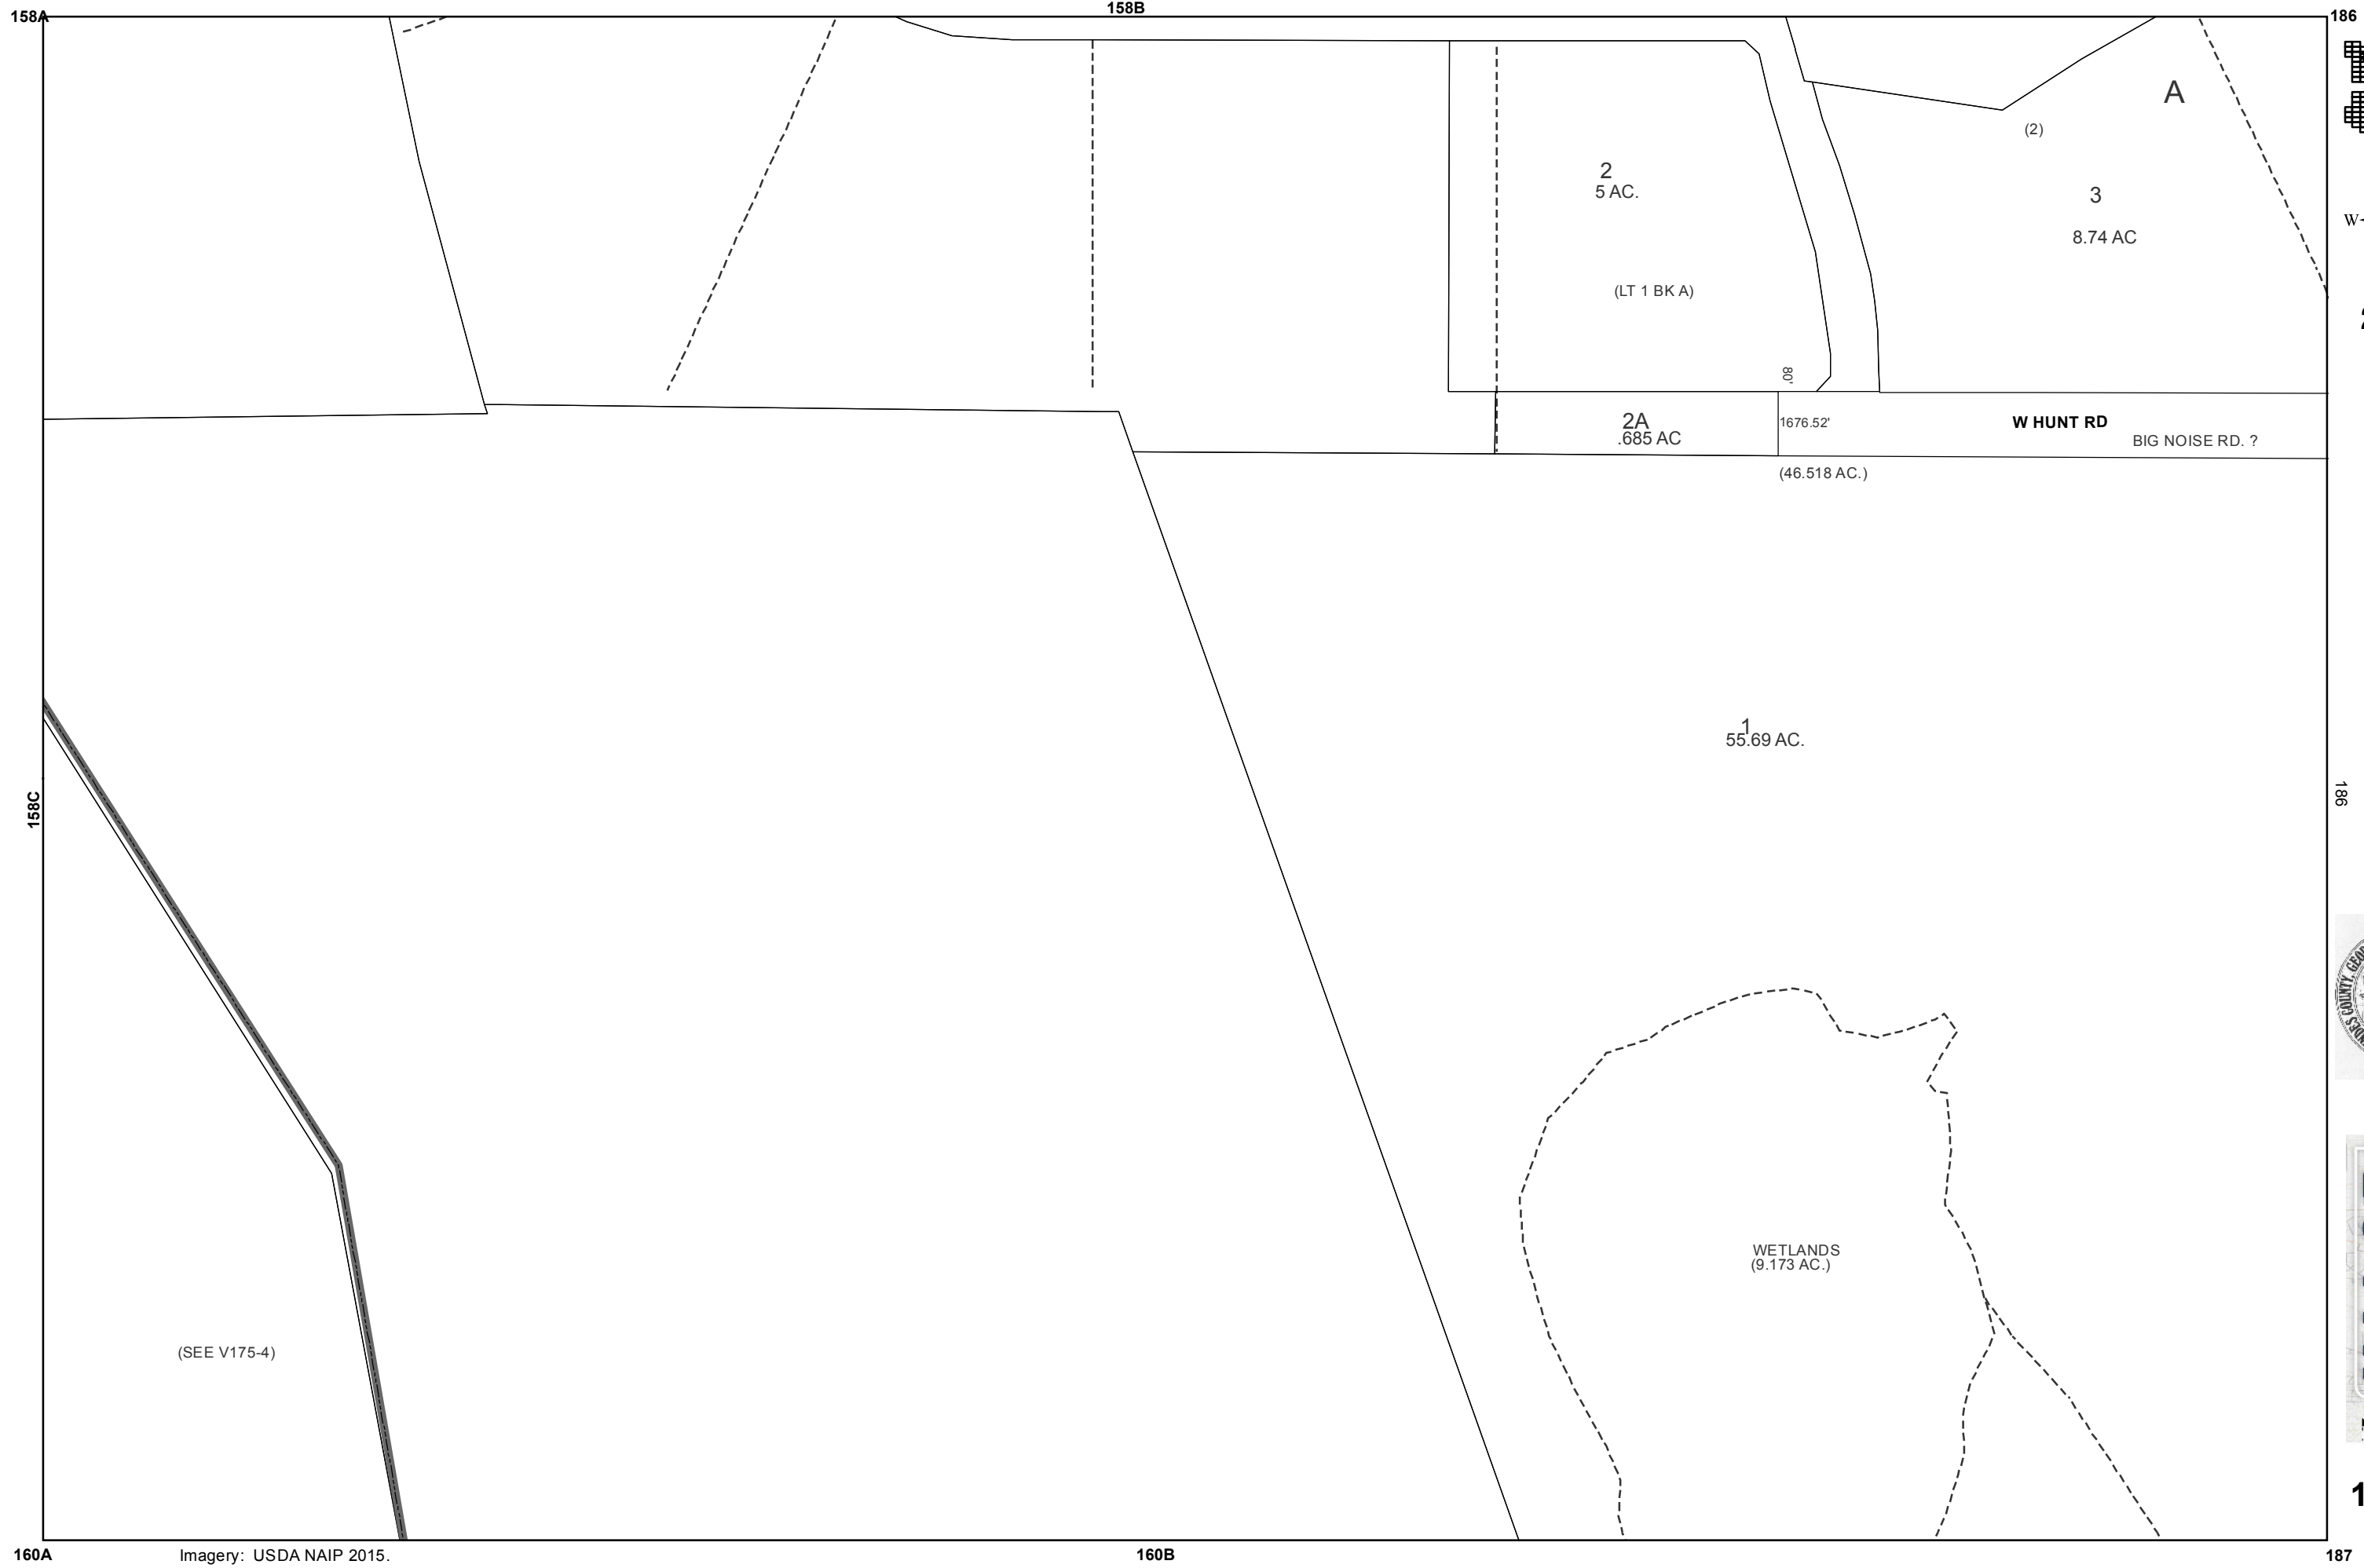 158A
158B
186
A
(2)
2
5 AC.
3
8.74 AC
W
(LT 1 BK A)
80'
2A
.685 AC
1676.52'
W HUNT RD
BIG NOISE RD. ?
(46.518 AC.)
1
55.69 AC.
158C
186
WETLANDS
(9.173 AC.)
(SEE V175-4)
160A
Imagery: USDA NAIP 2015.
160B
187